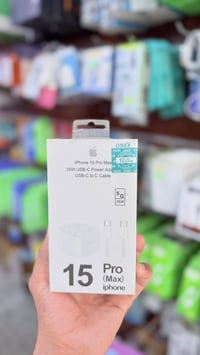 iPhone 15 Pro Max
35W USB-C Power Ad
USB-C to C Cable
15
Pro
(Max)
iphone